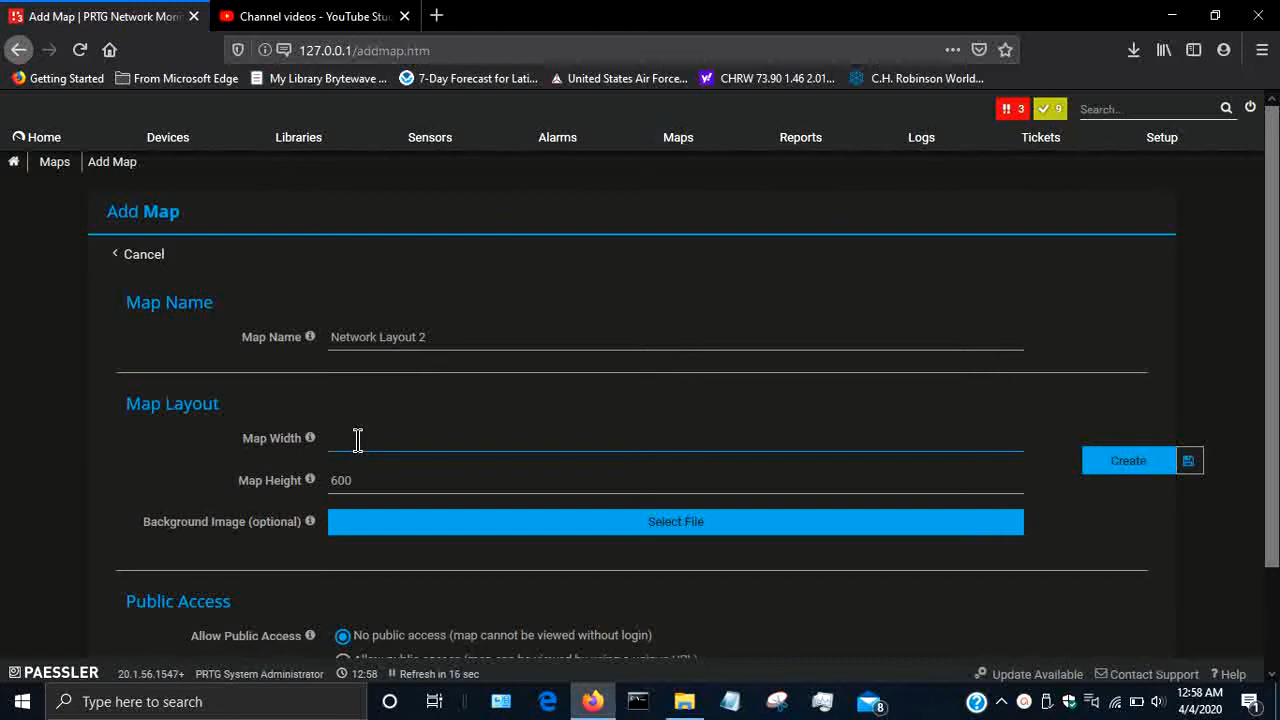 Add Map | PRTG Network Moni
Channel videos - YouTube Stu
127.0.0.1/addmap.htm
Getting Started
From Microsoft Edge
My Library Brytewave...
7-Day Forecast for Lati...
United States Air Force...
CHRW 73.90 1.46 2.01...
C.H. Robinson World...
3
9
Search...
Home
Devices
Libraries
Sensors
Alarms
Maps
Reports
Logs
Tickets
Setup
Maps
Add Map
Add Map
Cancel
Map Name
Map Name
Network Layout 2
Map Layout
Map Width
Create
Map Height
600
Background Image (optional)
Select File
Public Access
Allow Public Access
No public access (map cannot be viewed without login)
PAESSLER
20.1.56.1547+
PRTG System Administrator
12:58
Refresh in 16 sec
Update Available
Contact Support
? Help
Type here to search
8
12:58 AM
4/4/2020
1